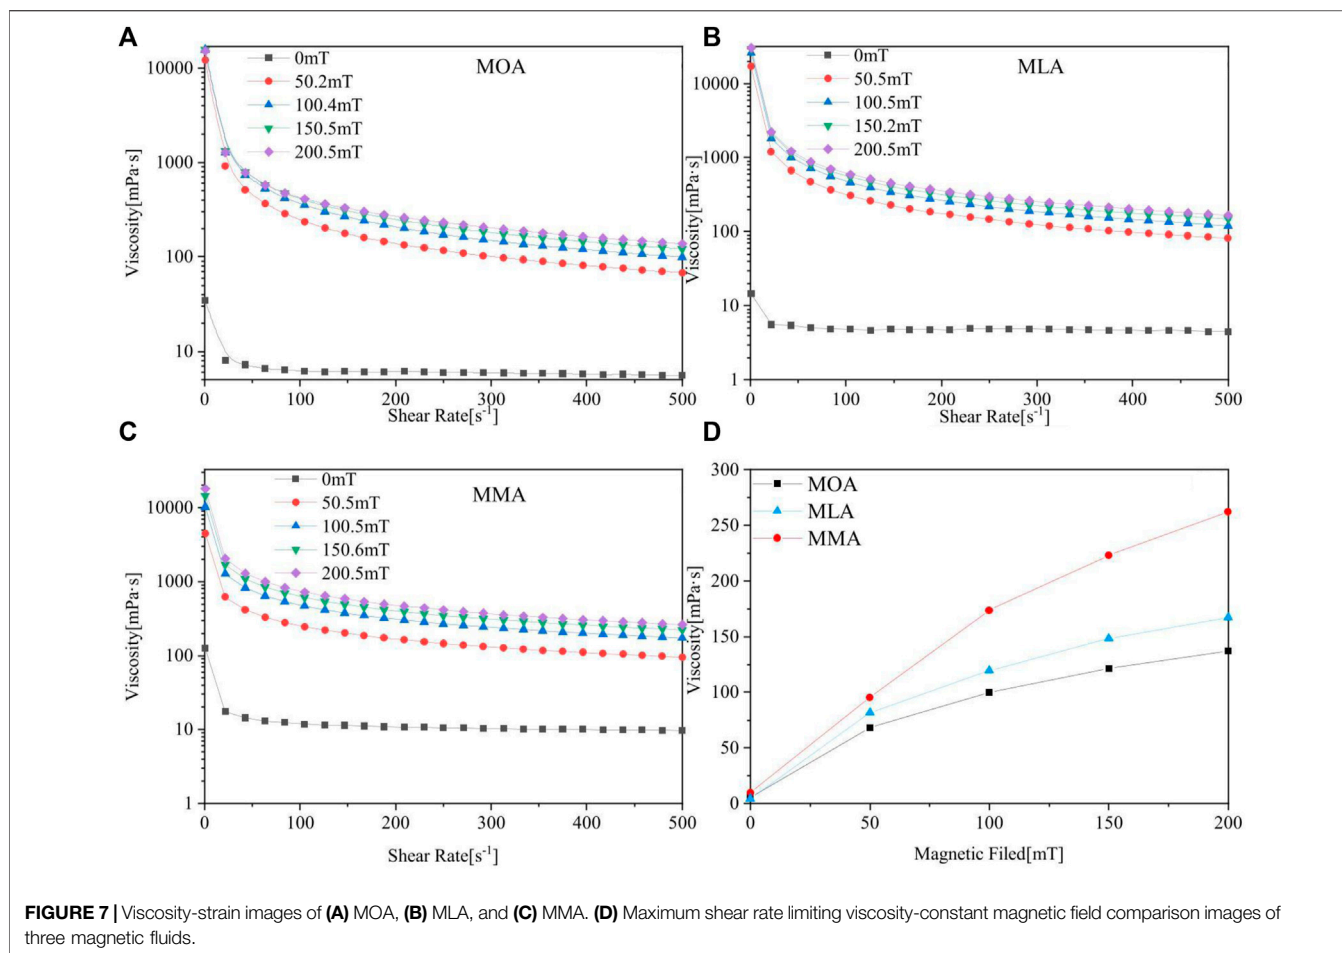 A
MOA
0mT
50.2mT
100.4mT
150.5mT
200.5mT
Viscosity[mPa·s]
10000
1000
100
10
0 100 200 300 400 500
Shear Rate[s⁻¹]
B
MLA
0mT
50.5mT
100.5mT
150.2mT
200.5mT
Viscosity[mPa·s]
10000
1000
100
10
1
0 100 200 300 400 500
Shear Rate[s⁻¹]
C
MMA
0mT
50.5mT
100.5mT
150.6mT
200.5mT
Viscosity[mPa·s]
10000
1000
100
10
1
0 100 200 300 400 500
Shear Rate[s⁻¹]
D
MOA
MLA
MMA
Viscosity[mPa·s]
300
250
200
150
100
50
0
0 50 100 150 200
Magnetic Filed[mT]
FIGURE 7 | Viscosity-strain images of (A) MOA, (B) MLA, and (C) MMA. (D) Maximum shear rate limiting viscosity-constant magnetic field comparison images of
three magnetic fluids.